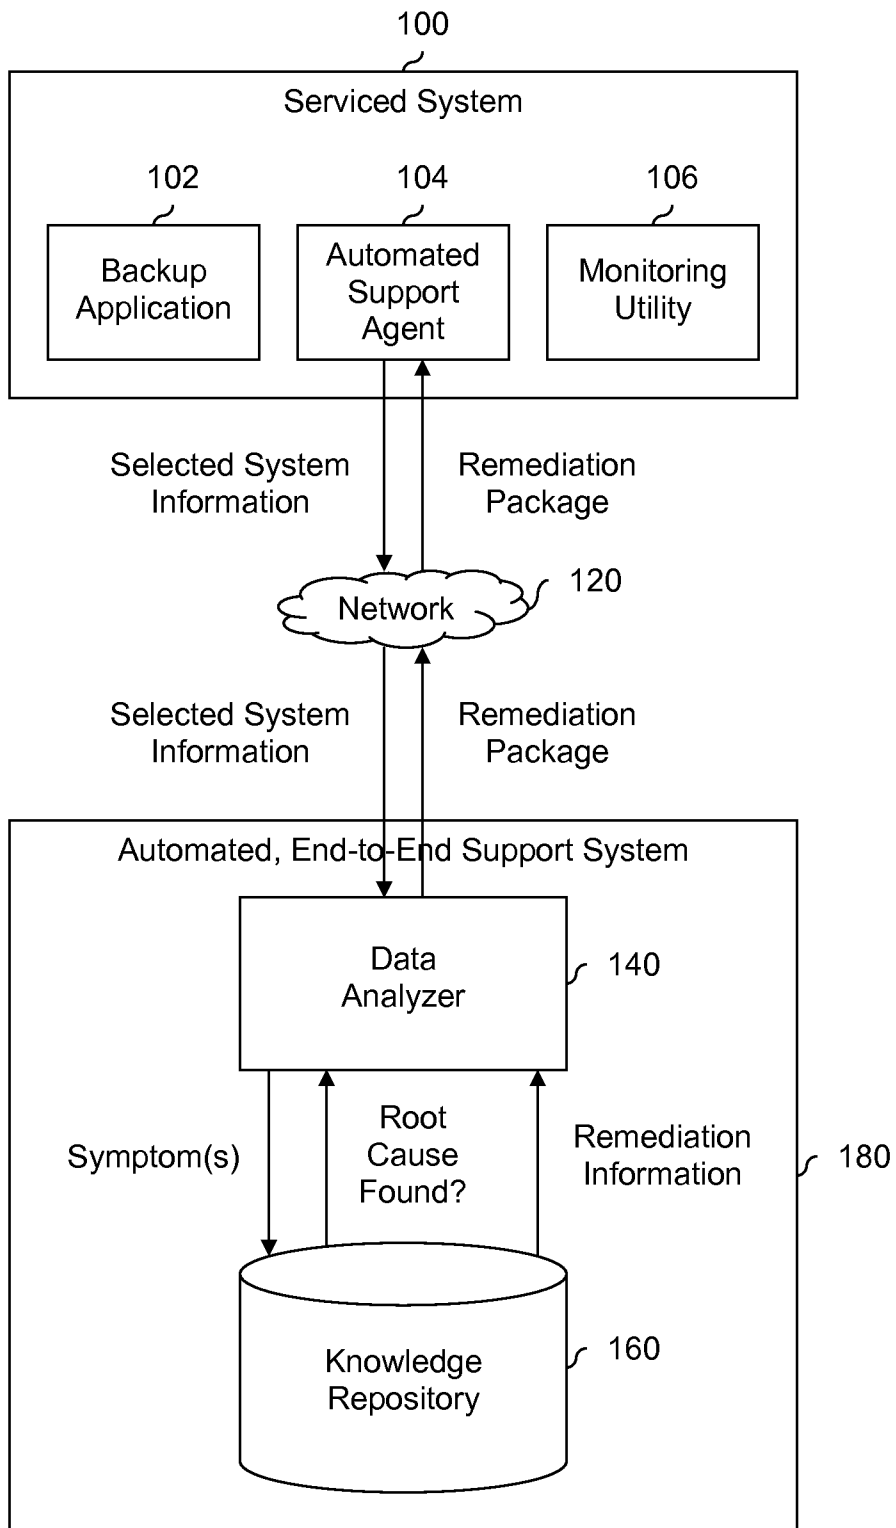 100
Serviced System
102
104
106
Backup
Application
Automated
Support
Agent
Monitoring
Utility
Selected System
Information
Remediation
Package
120
Network
Selected System
Information
Remediation
Package
Automated, End-to-End Support System
Data
Analyzer
140
Symptom(s)
Root
Cause
Found?
Remediation
Information
180
Knowledge
Repository
160